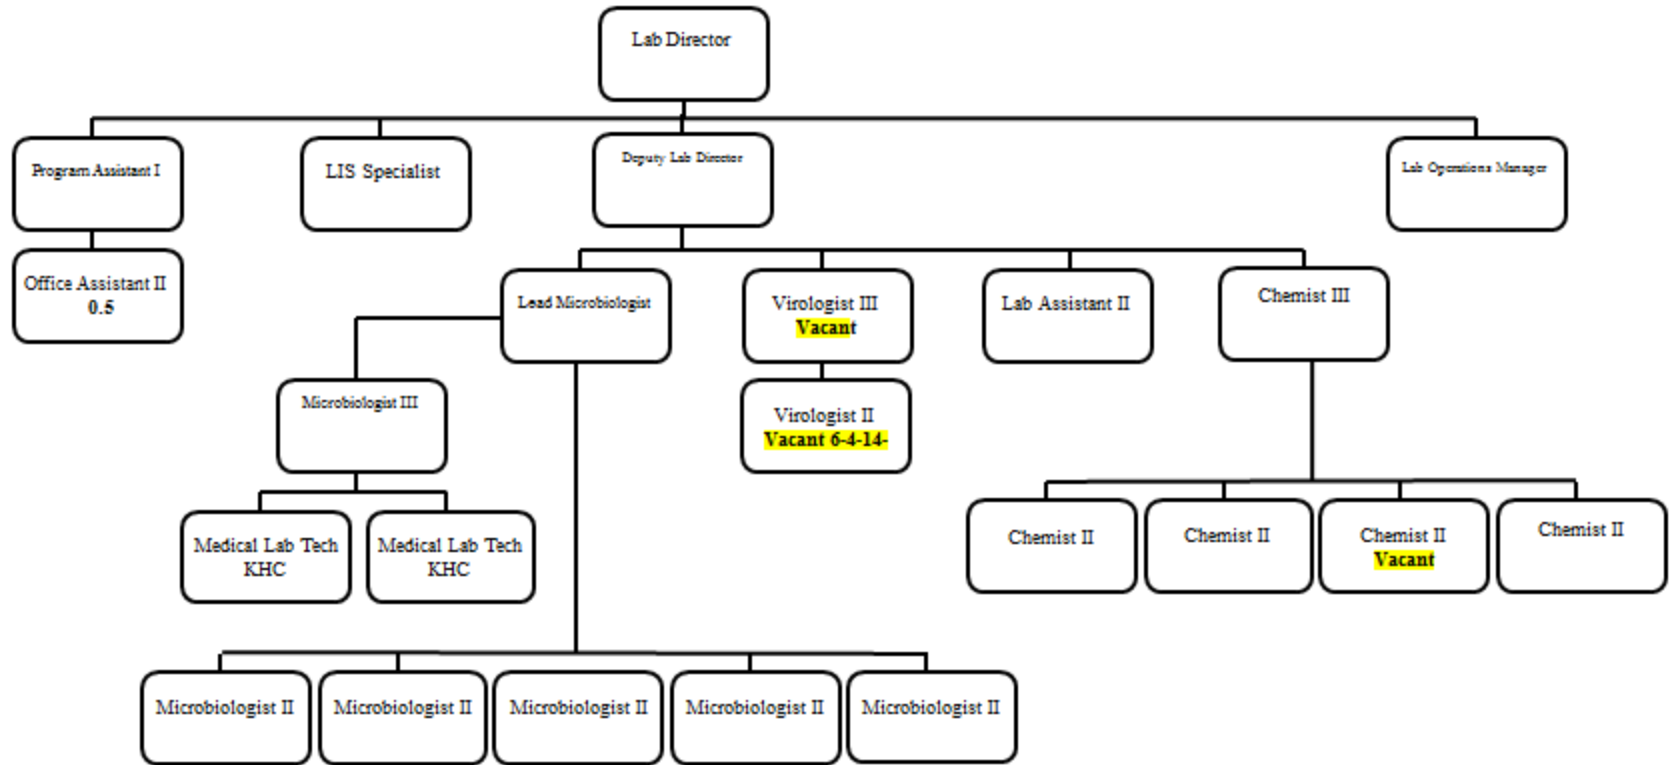 Lab Director
Program Assistant I
LIS Specialist
Deputy Lab Director
Lab Operations Manager
Office Assistant II
0.5
Lead Microbiologist
Virologist III
Vacant
Lab Assistant II
Chemist III
Microbiologist III
Virologist II
Vacant 6-4-14-
Medical Lab Tech
KHC
Medical Lab Tech
KHC
Chemist II
Chemist II
Chemist II
Vacant
Chemist II
Microbiologist II
Microbiologist II
Microbiologist II
Microbiologist II
Microbiologist II